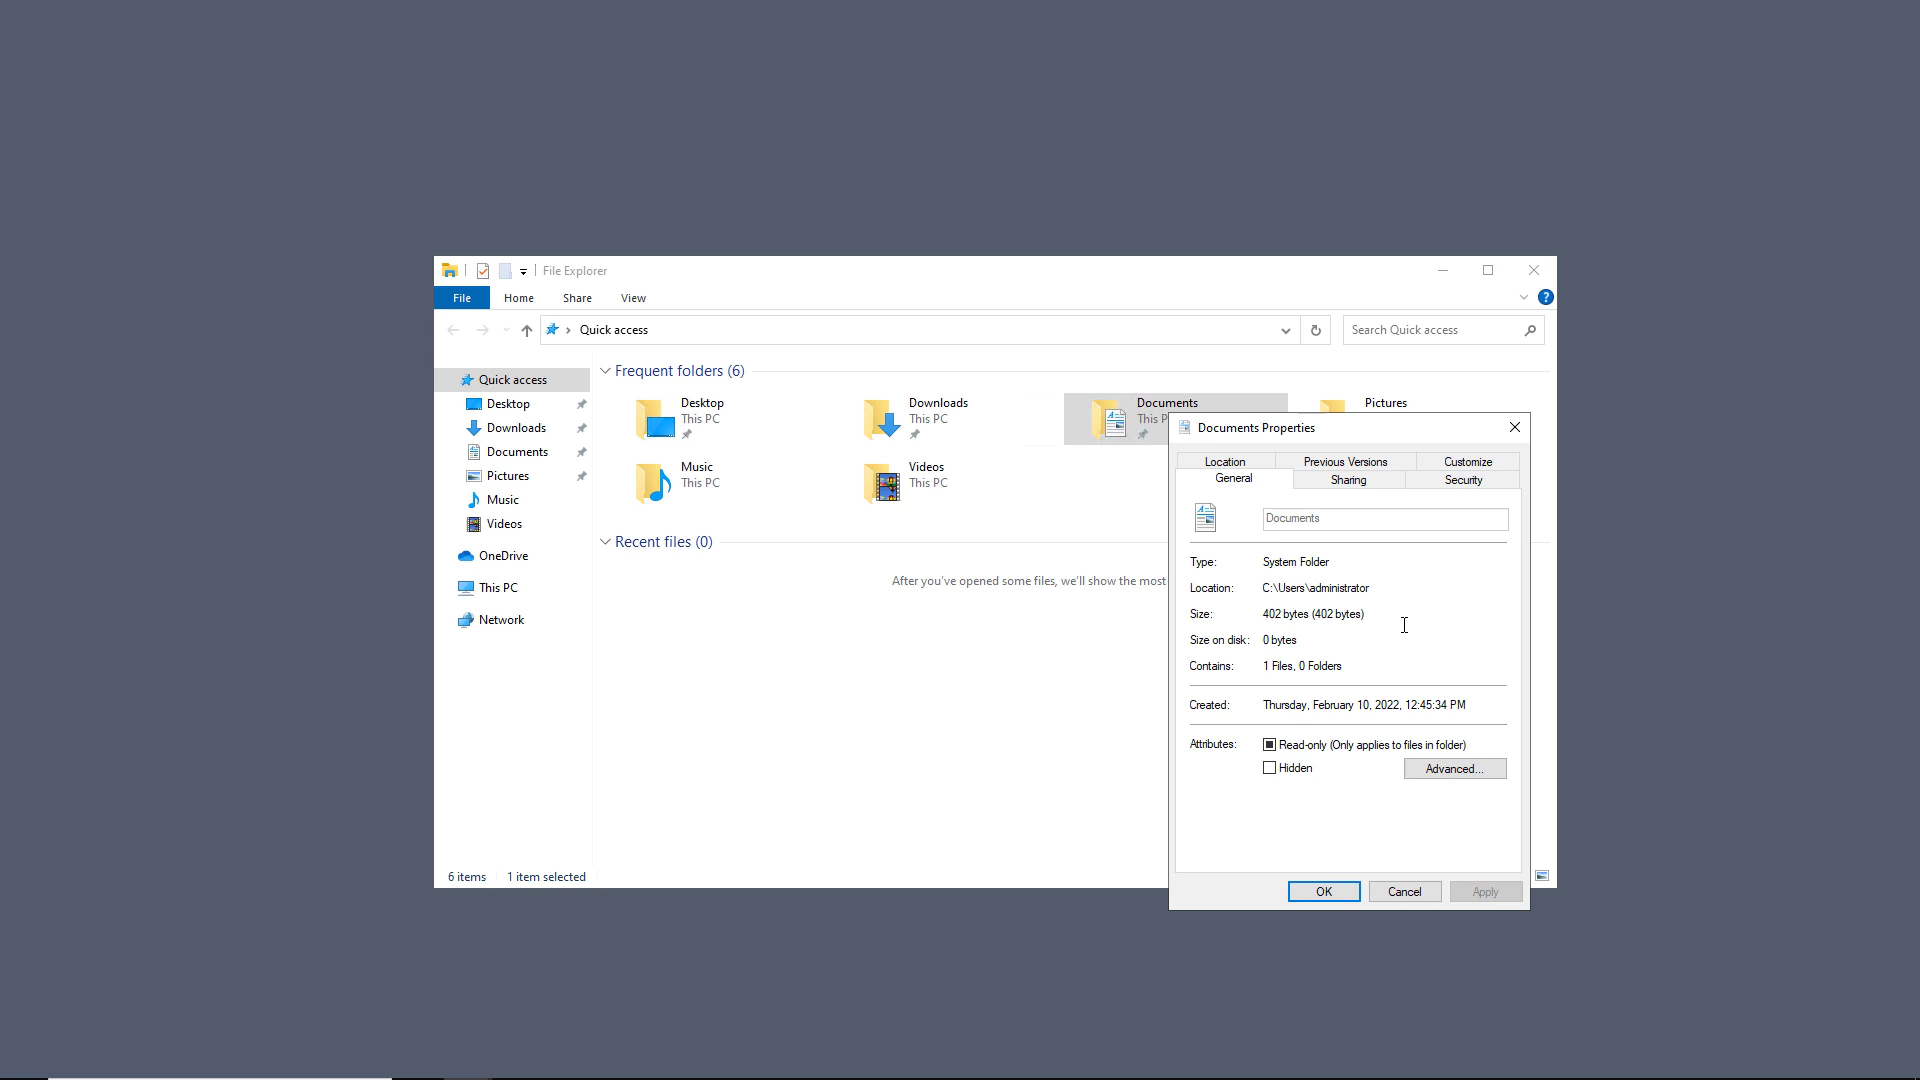 File Explorer
File Home Share View
Quick access
Search Quick access
Quick access
Desktop
Downloads
Documents
Pictures
Music
Videos
OneDrive
This PC
Network
Frequent folders (6)
Desktop
This PC
Downloads
This PC
Documents
This P
Pictures
Music
This PC
Videos
This PC
Recent files (0)
After you've opened some files, we'll show the most
6 items 1 item selected
Documents Properties
Location Previous Versions Customize
General Sharing Security
Documents
Type: System Folder
Location: C:\Users\administrator
Size: 402 bytes (402 bytes)
Size on disk: 0 bytes
Contains: 1 Files, 0 Folders
Created: Thursday, February 10, 2022, 12:45:34 PM
Attributes: Read-only (Only applies to files in folder)
Hidden Advanced...
OK Cancel Apply